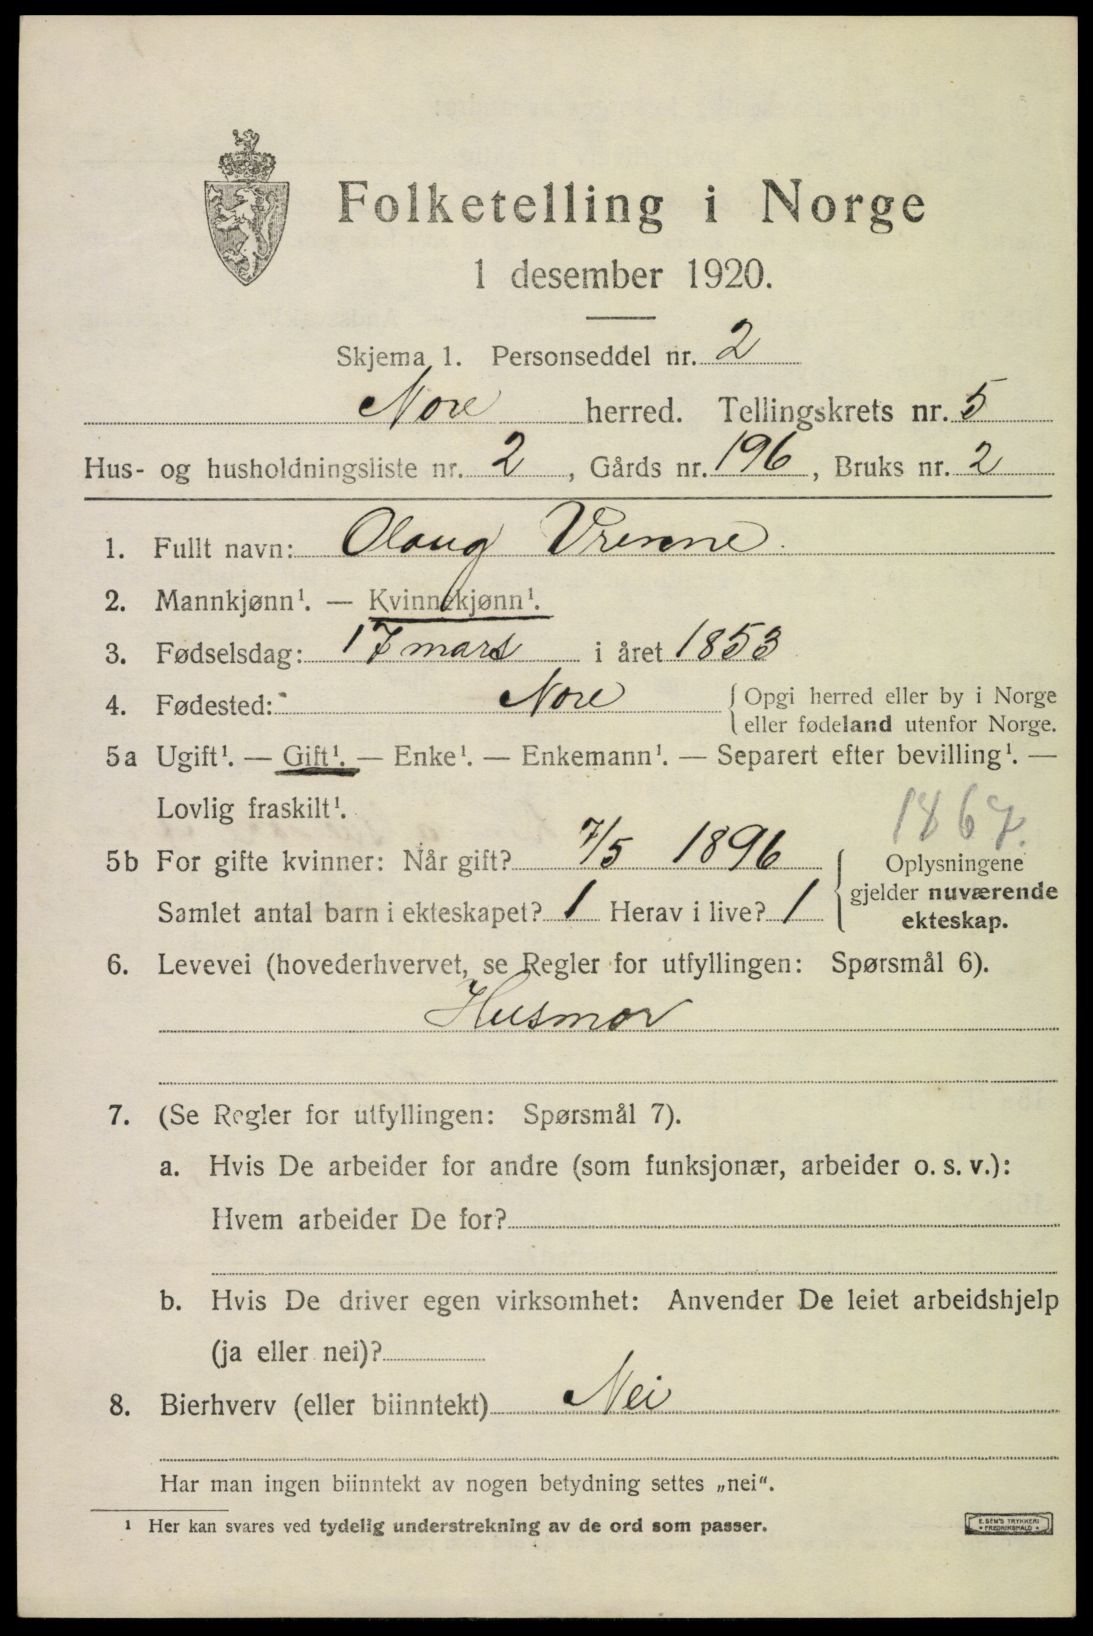 Folketelling i Norge
1 desember 1920.
Skjema 1. Personseddel nr. 2
Nore herred. Tellingskrets nr. 5
Hus- og husholdningsliste nr. 2, Gårds nr. 196, Bruks nr. 2
1. Fullt navn: Olaug Vrenne.
2. Mannkjønn¹. — Kvinnekjønn¹.
3. Fødselsdag: 17 mars i året 1853
4. Fødested: Nore { Opgi herred eller by i Norge
eller fødeland utenfor Norge.
5a Ugift¹. — Gift¹. — Enke¹. — Enkemann¹. — Separert efter bevilling¹. —
Lovlig fraskilt¹.
5b For gifte kvinner: Når gift? 7/5 1896
Samlet antal barn i ekteskapet? 1 Herav i live? 1
Oplysningene
gjelder nuværende
ekteskap.
6. Levevei (hovederhvervet, se Regler for utfyllingen: Spørsmål 6).
Husmor
7. (Se Regler for utfyllingen: Spørsmål 7).
a. Hvis De arbeider for andre (som funksjonær, arbeider o. s. v.):
Hvem arbeider De for?
b. Hvis De driver egen virksomhet: Anvender De leiet arbeidshjelp
(ja eller nei)?
8. Bierhverv (eller biinntekt) Nei
Har man ingen biinntekt av nogen betydning settes „nei“.
¹ Her kan svares ved tydelig understrekning av de ord som passer.
E. SEM'S TRYKKERI
FREDRIKSHALD